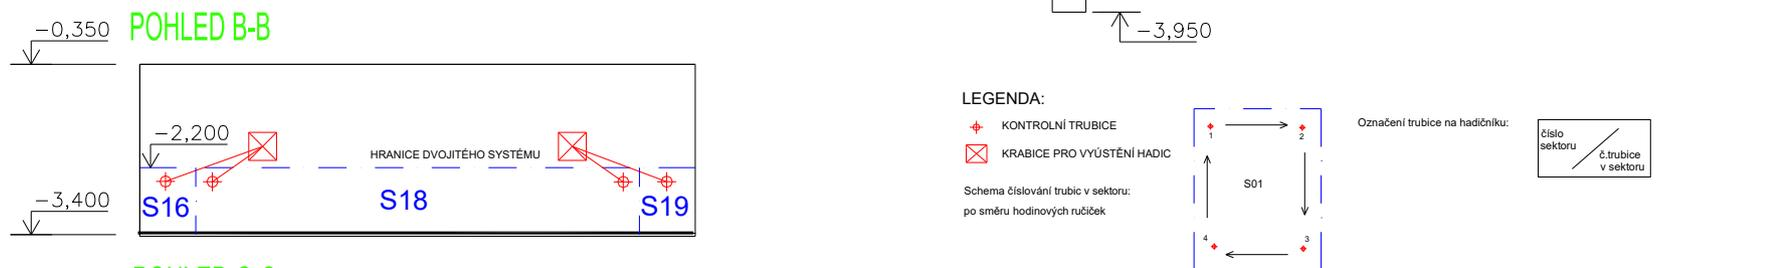 POHLED B-B
-0,350
-2,200
HRANICE DVOJITÉHO SYSTÉMU
S16
S18
S19
-3,400
-3,950
LEGENDA:
KONTROLNÍ TRUBICE
KRABICE PRO VYÚSTĚNÍ HADIC
Schema číslování trubic v sektoru:
po směru hodinových ručiček
1
2
S01
4
3
Označení trubice na hadičníku:
číslo
sektoru
č.trubice
v sektoru